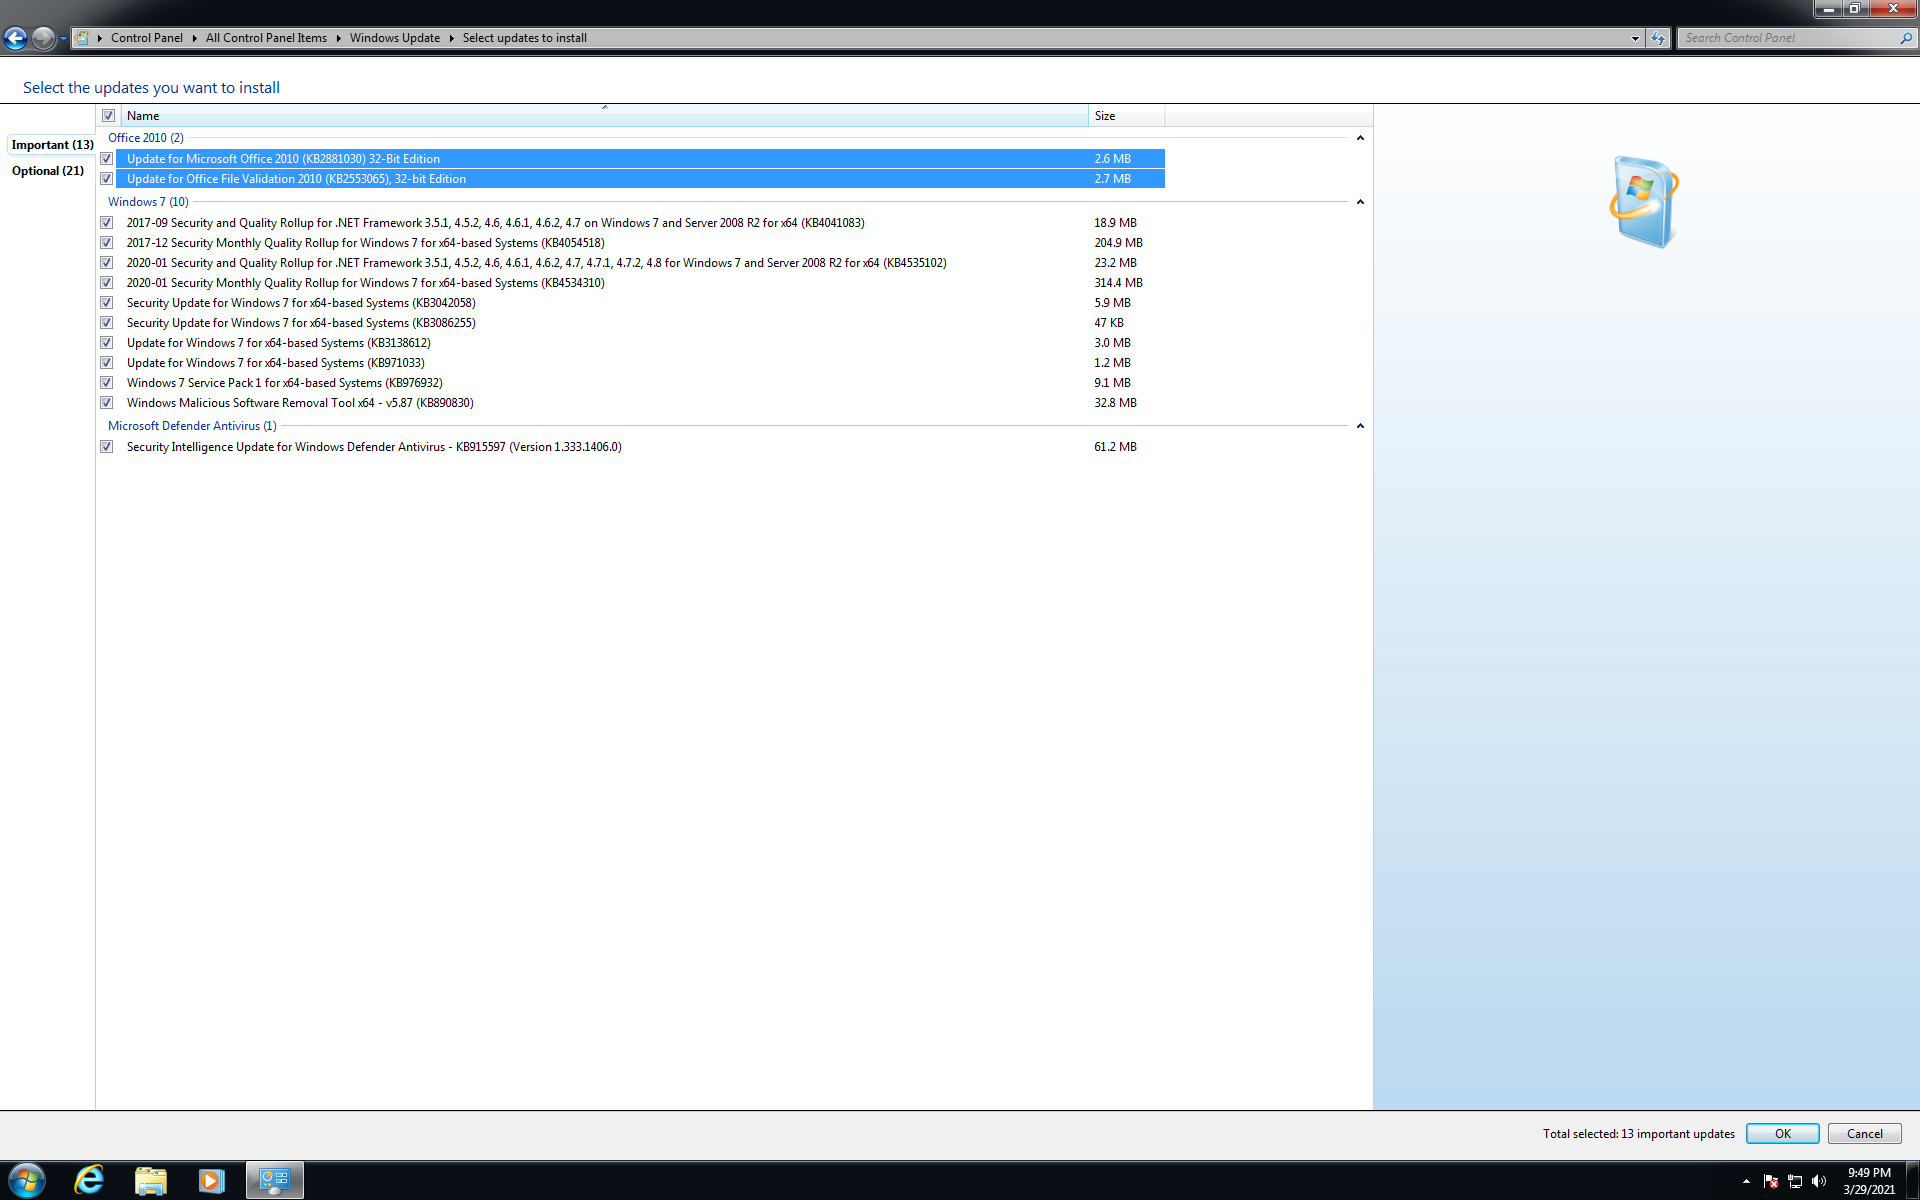 Control Panel All Control Panel Items Windows Update Select updates to install
Search Control Panel
Select the updates you want to install
Name Size
Important (13)
Optional (21)
Office 2010 (2)
Update for Microsoft Office 2010 (KB2881030) 32-Bit Edition 2.6 MB
Update for Office File Validation 2010 (KB2553065), 32-bit Edition 2.7 MB
Windows 7 (10)
2017-09 Security and Quality Rollup for .NET Framework 3.5.1, 4.5.2, 4.6, 4.6.1, 4.6.2, 4.7 on Windows 7 and Server 2008 R2 for x64 (KB4041083) 18.9 MB
2017-12 Security Monthly Quality Rollup for Windows 7 for x64-based Systems (KB4054518) 204.9 MB
2020-01 Security and Quality Rollup for .NET Framework 3.5.1, 4.5.2, 4.6, 4.6.1, 4.6.2, 4.7, 4.7.1, 4.7.2, 4.8 for Windows 7 and Server 2008 R2 for x64 (KB4535102) 23.2 MB
2020-01 Security Monthly Quality Rollup for Windows 7 for x64-based Systems (KB4534310) 314.4 MB
Security Update for Windows 7 for x64-based Systems (KB3042058) 5.9 MB
Security Update for Windows 7 for x64-based Systems (KB3086255) 47 KB
Update for Windows 7 for x64-based Systems (KB3138612) 3.0 MB
Update for Windows 7 for x64-based Systems (KB971033) 1.2 MB
Windows 7 Service Pack 1 for x64-based Systems (KB976932) 9.1 MB
Windows Malicious Software Removal Tool x64 - v5.87 (KB890830) 32.8 MB
Microsoft Defender Antivirus (1)
Security Intelligence Update for Windows Defender Antivirus - KB915597 (Version 1.333.1406.0) 61.2 MB
Total selected: 13 important updates OK Cancel
9:49 PM
3/29/2021